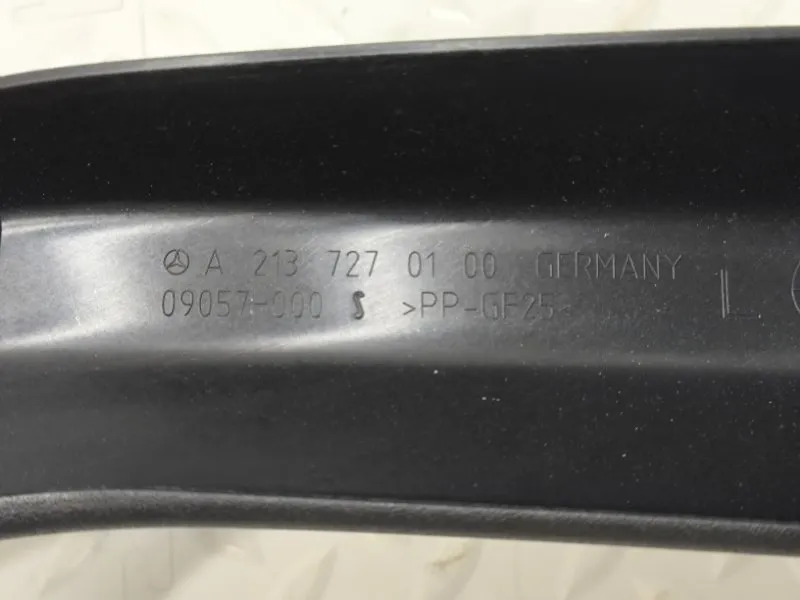 A 213 727 01 00 GERMANY
09057-000 S >PP-GF25
L